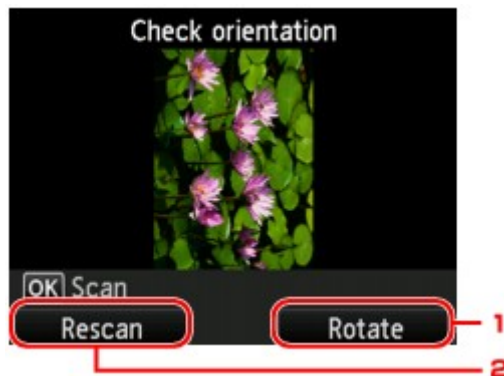 Check orientation
OK Scan
Rescan
Rotate
1
2